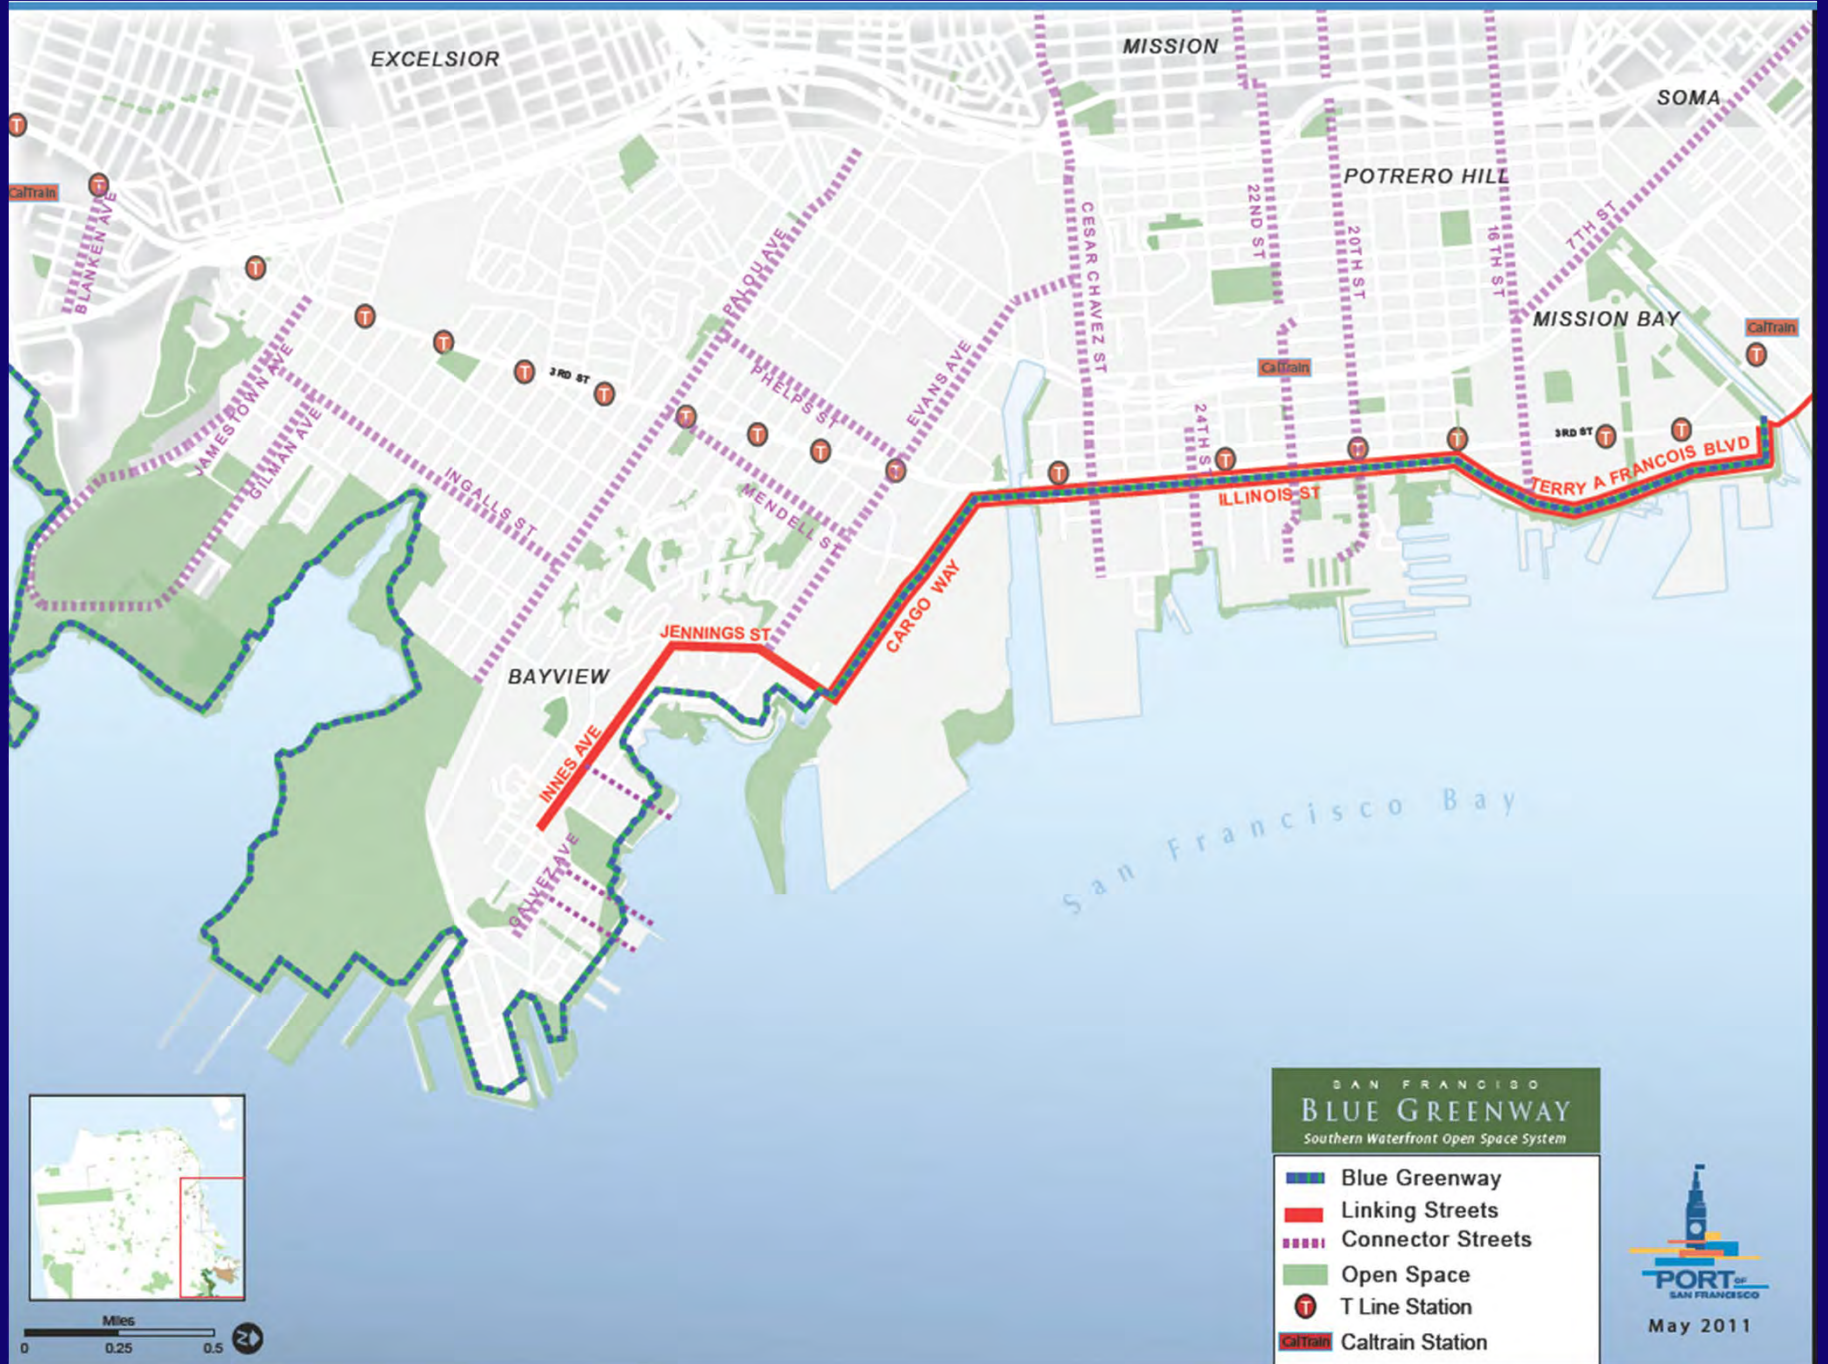 EXCELSIOR
MISSION
SOMA
POTRERO HILL
MISSION BAY
BAYVIEW
CalTrain
T
T
BLANKEN AVE
T
T
T
T
3RD ST
T
T
T
T
T
JAMESTOWN AVE
GILMAN AVE
INGALLS ST
PALOU AVE
PHELPS ST
MENDELL ST
EVANS AVE
CESAR CHAVEZ ST
22ND ST
20TH ST
16TH ST
7TH ST
24TH ST
CalTrain
CalTrain
T
T
T
T
T
3RD ST
T
T
TERRY A FRANCOIS BLVD
ILLINOIS ST
CARGO WAY
JENNINGS ST
INNES AVE
GALVEZ AVE
San Francisco Bay
SAN FRANCISO
BLUE GREENWAY
Southern Waterfront Open Space System
Blue Greenway
Linking Streets
Connector Streets
Open Space
T T Line Station
CalTrain Caltrain Station
PORT OF
SAN FRANCISCO
May 2011
Miles
0 0.25 0.5
N